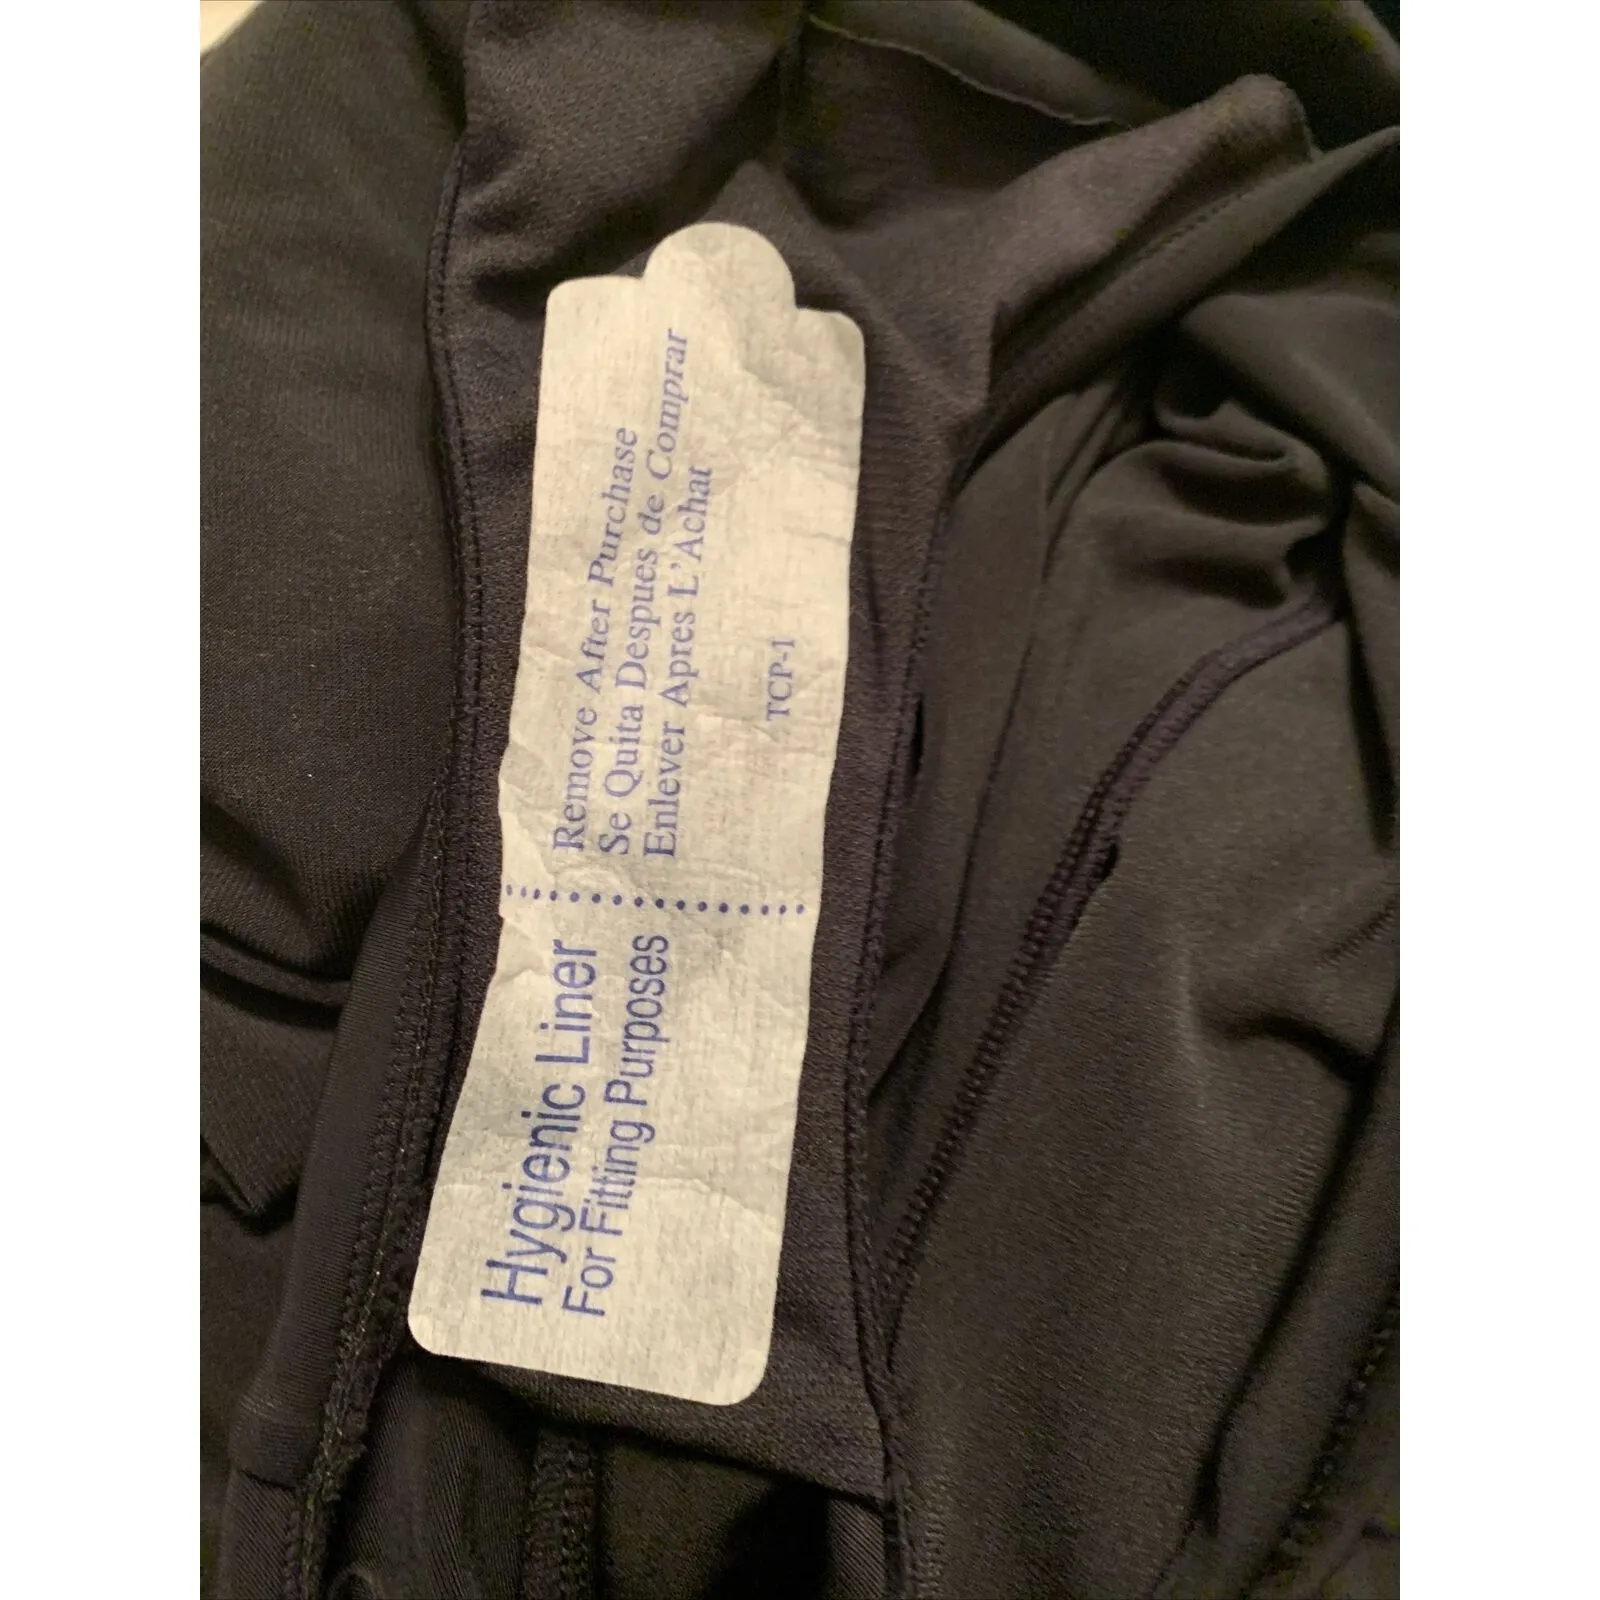 Hygienic Liner
For Fitting Purposes
Remove After Purchase
Se Quita Despues de Comprar
Enlever Apres L'Achat
TCP-1